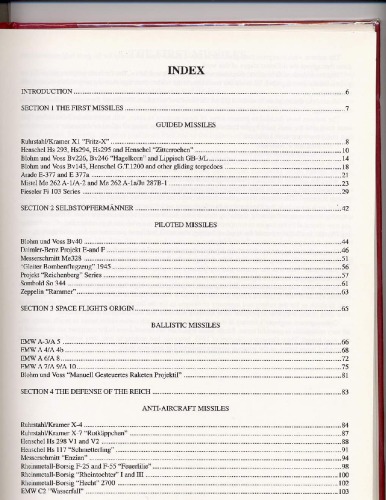 INDEX
INTRODUCTION 6
SECTION 1 THE FIRST MISSILES 7
GUIDED MISSILES
Ruhrstahl/Kramer X1 "Fritz-X" 8
Henschel Hs 293, Hs294, Hs295 and Henschel "Zitterrochen" 10
Blohm und Voss Bv226, Bv246 "Hagelkorn" and Lippisch GB-3/L 14
Blohm und Voss Bv143, Henschel G.T.1200 and other gliding torpedoes 18
Arado E-377 and E 377a 21
Mistel Me 262 A-1/A-2 and Me 262 A-1a/Ju 287B-1 23
Fieseler Fi 103 Series 29
SECTION 2 SELBSTOPFERMÄNNER 42
PILOTED MISSILES
Blohm und Voss Bv40 44
Daimler-Benz Projekt E and F 46
Messerschmitt Me328 51
"Gleiter Bombenflugzeug" 1945 56
Projekt "Reichenberg" Series 57
Sombold So 344 61
Zeppelin "Rammer" 63
SECTION 3 SPACE FLIGHTS ORIGIN 65
BALLISTIC MISSILES
EMW A-3/A 5 66
EMW A 4/A 4b 68
EMW A 6/A 8 72
EMW A 7/A 9/A 10 75
Blohm und Voss "Manuell Gesteuertes Raketen Projektil" 81
SECTION 4 THE DEFENSE OF THE REICH 83
ANTI-AIRCRAFT MISSILES
Ruhrstahl/Kramer X-4 84
Ruhrstahl/Kramer X-7 "Rotkäppchen" 87
Henschel Hs 298 V1 and V2 88
Henschel Hs 117 "Schmetterling" 91
Messerschmitt "Enzian" 94
Rheinmetall-Borsig F-25 and F-55 "Feuerlilie" 98
Rheinmetall-Borsig "Rheintochter" I and III 100
Rheinmetall-Borsig "Hecht" 2700 102
EMW C2 "Wasserfall" 103